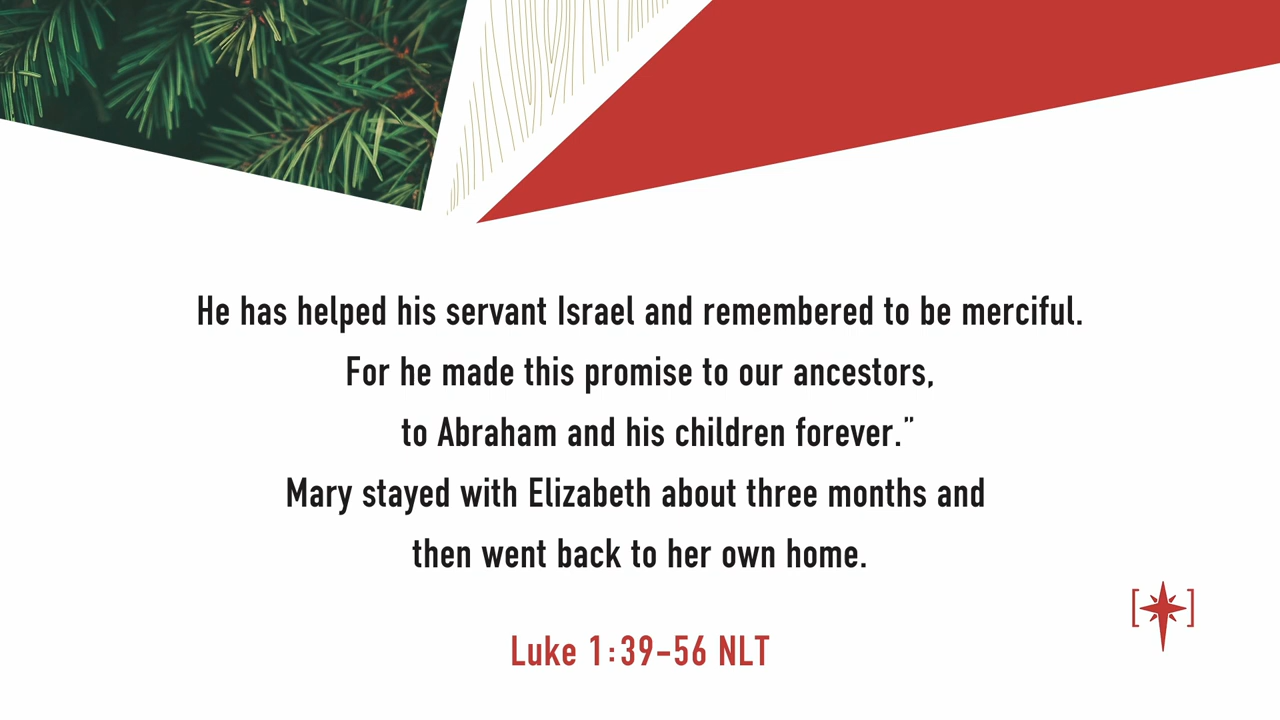 He has helped his servant Israel and remembered to be merciful.
For he made this promise to our ancestors,
to Abraham and his children forever.”
Mary stayed with Elizabeth about three months and
then went back to her own home.
Luke 1:39-56 NLT